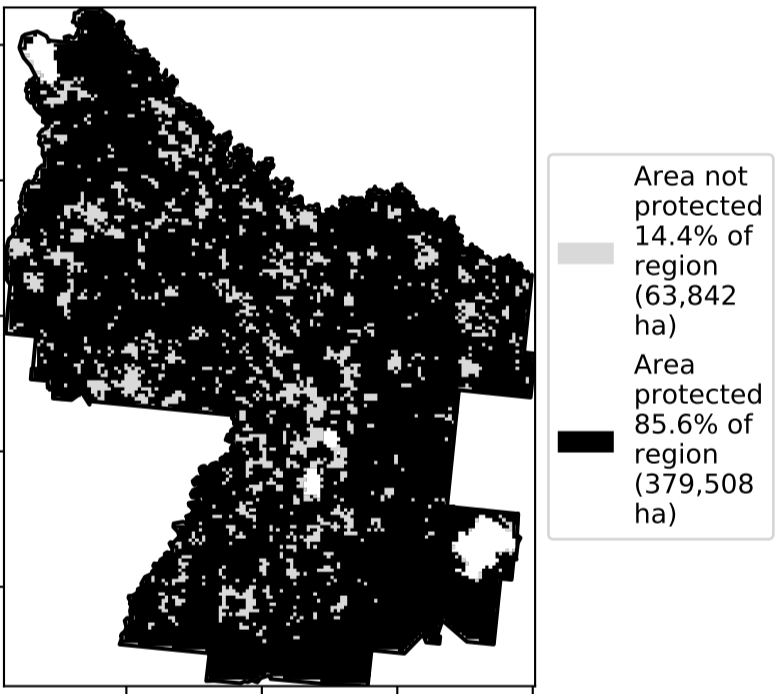 Area not
protected
14.4% of
region
(63,842
ha)
Area
protected
85.6% of
region
(379,508
ha)